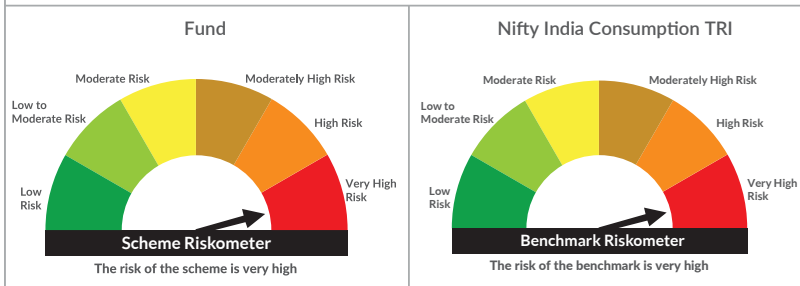 Fund
Moderate Risk
Moderately High Risk
Low to
Moderate Risk
High Risk
Low
Risk
Very High
Risk
Scheme Riskometer
The risk of the scheme is very high
Nifty India Consumption TRI
Moderate Risk
Moderately High Risk
Low to
Moderate Risk
High Risk
Low
Risk
Very High
Risk
Benchmark Riskometer
The risk of the benchmark is very high